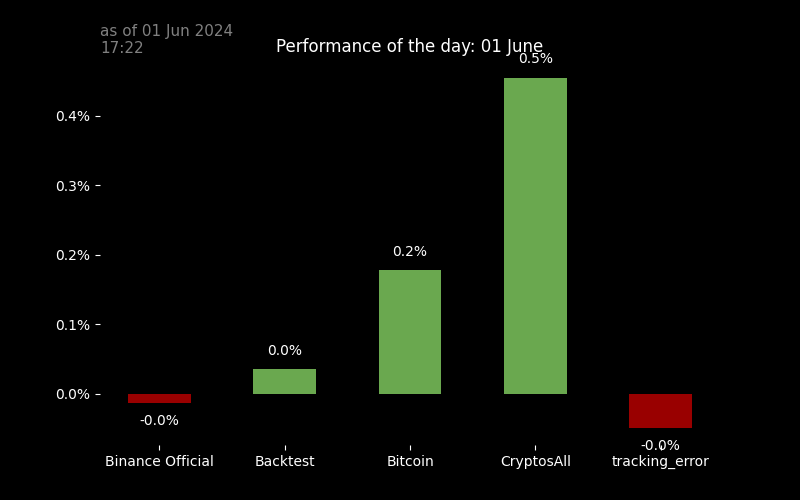 as of 01 Jun 2024
17:22
Performance of the day: 01 June
0.5%
0.4%
0.3%
0.2%
0.2%
0.1%
0.0%
0.0%
-0.0%
-0.0%
Binance Official
Backtest
Bitcoin
CryptosAll
tracking_error